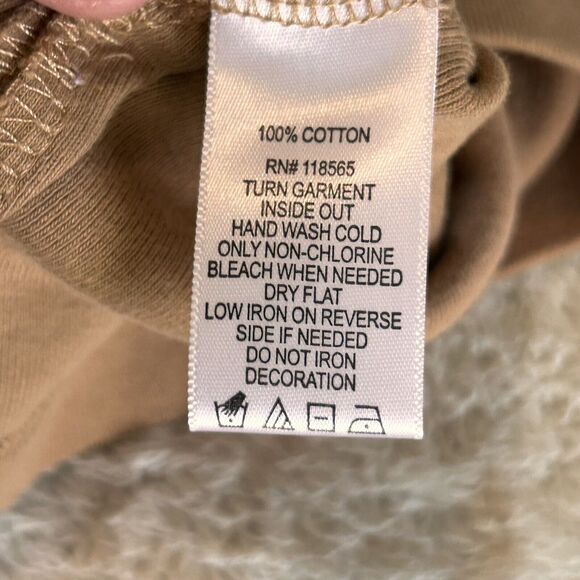 100% COTTON
RN# 118565
TURN GARMENT
INSIDE OUT
HAND WASH COLD
ONLY NON-CHLORINE
BLEACH WHEN NEEDED
DRY FLAT
LOW IRON ON REVERSE
SIDE IF NEEDED
DO NOT IRON
DECORATION